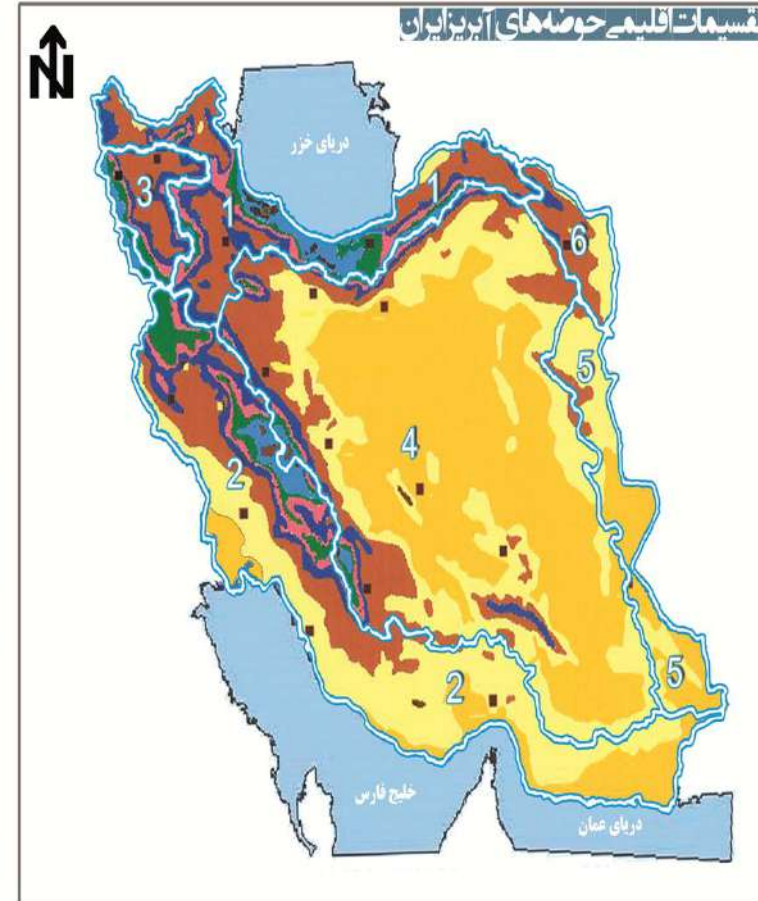 تقسیمات اقلیمی حوضه‌های آبریز ایران
N
دریای خزر
3
1
1
6
5
4
2
2
5
خلیج فارس
دریای عمان